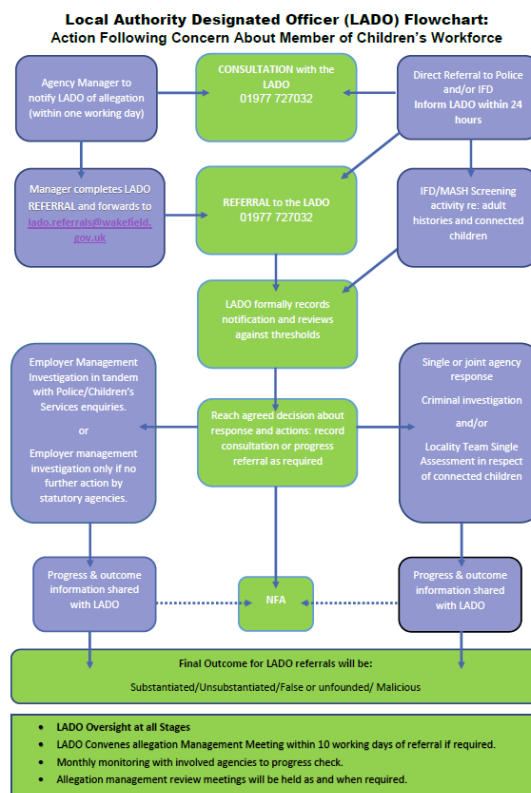 Local Authority Designated Officer (LADO) Flowchart:
Action Following Concern About Member of Children's Workforce
Agency Manager to
notify LADO of allegation
(within one working day)
CONSULTATION with the
LADO
01977 727032
Direct Referral to Police
and/or IFD
Inform LADO within 24
hours
Manager completes LADO
REFERRAL and forwards to
lado.referrals@wakefield.
gov.uk
REFERRAL to the LADO
01977 727032
IFD/MASH Screening
activity re: adult
histories and connected
children
LADO formally records
notification and reviews
against thresholds
Employer Management
Investigation in tandem
with Police/Children's
Services enquiries.
or
Employer management
investigation only if no
further action by
statutory agencies.
Reach agreed decision about
response and actions: record
consultation or progress
referral as required
Single or joint agency
response
Criminal investigation
and/or
Locality Team Single
Assessment in respect
of connected children
Progress & outcome
information shared
with LADO
NFA
Progress & outcome
information shared
with LADO
Final Outcome for LADO referrals will be:
Substantiated/Unsubstantiated/False or unfounded/ Malicious
• LADO Oversight at all Stages
• LADO Convenes allegation Management Meeting within 10 working days of referral if required.
• Monthly monitoring with involved agencies to progress check.
• Allegation management review meetings will be held as and when required.